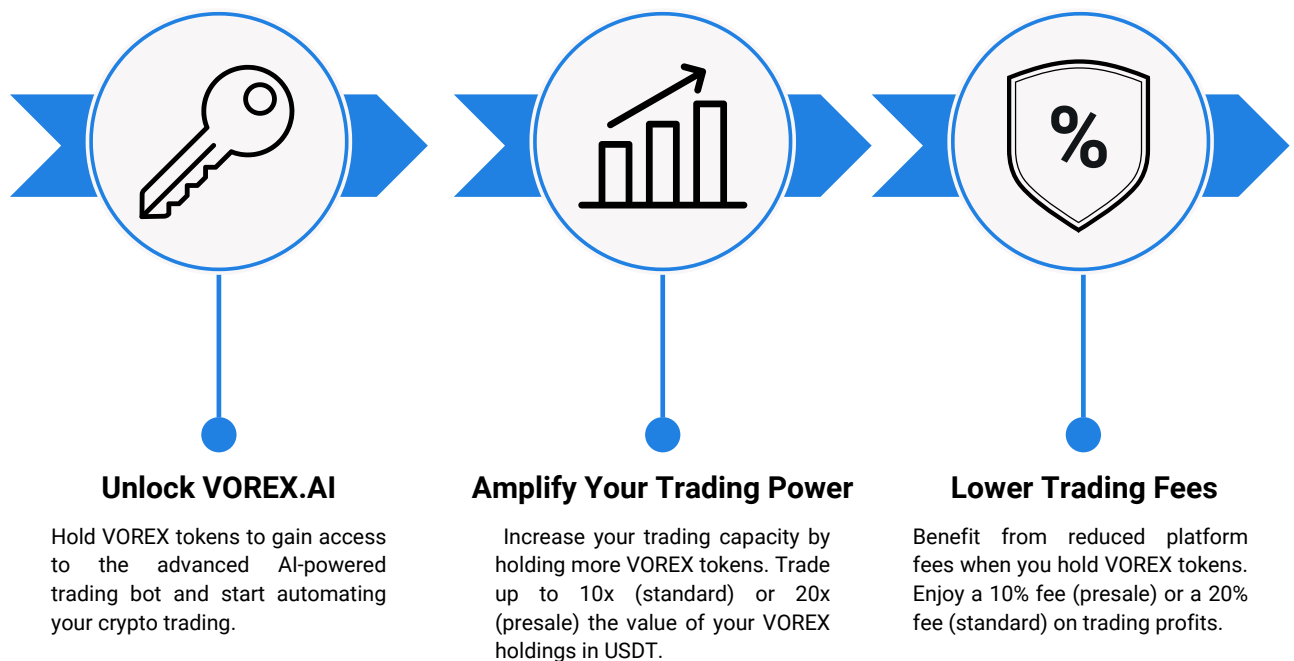 %
Unlock VOREX.AI
Hold VOREX tokens to gain access
to the advanced AI-powered
trading bot and start automating
your crypto trading.
Amplify Your Trading Power
Increase your trading capacity by
holding more VOREX tokens. Trade
up to 10x (standard) or 20x
(presale) the value of your VOREX
holdings in USDT.
Lower Trading Fees
Benefit from reduced platform
fees when you hold VOREX tokens.
Enjoy a 10% fee (presale) or a 20%
fee (standard) on trading profits.